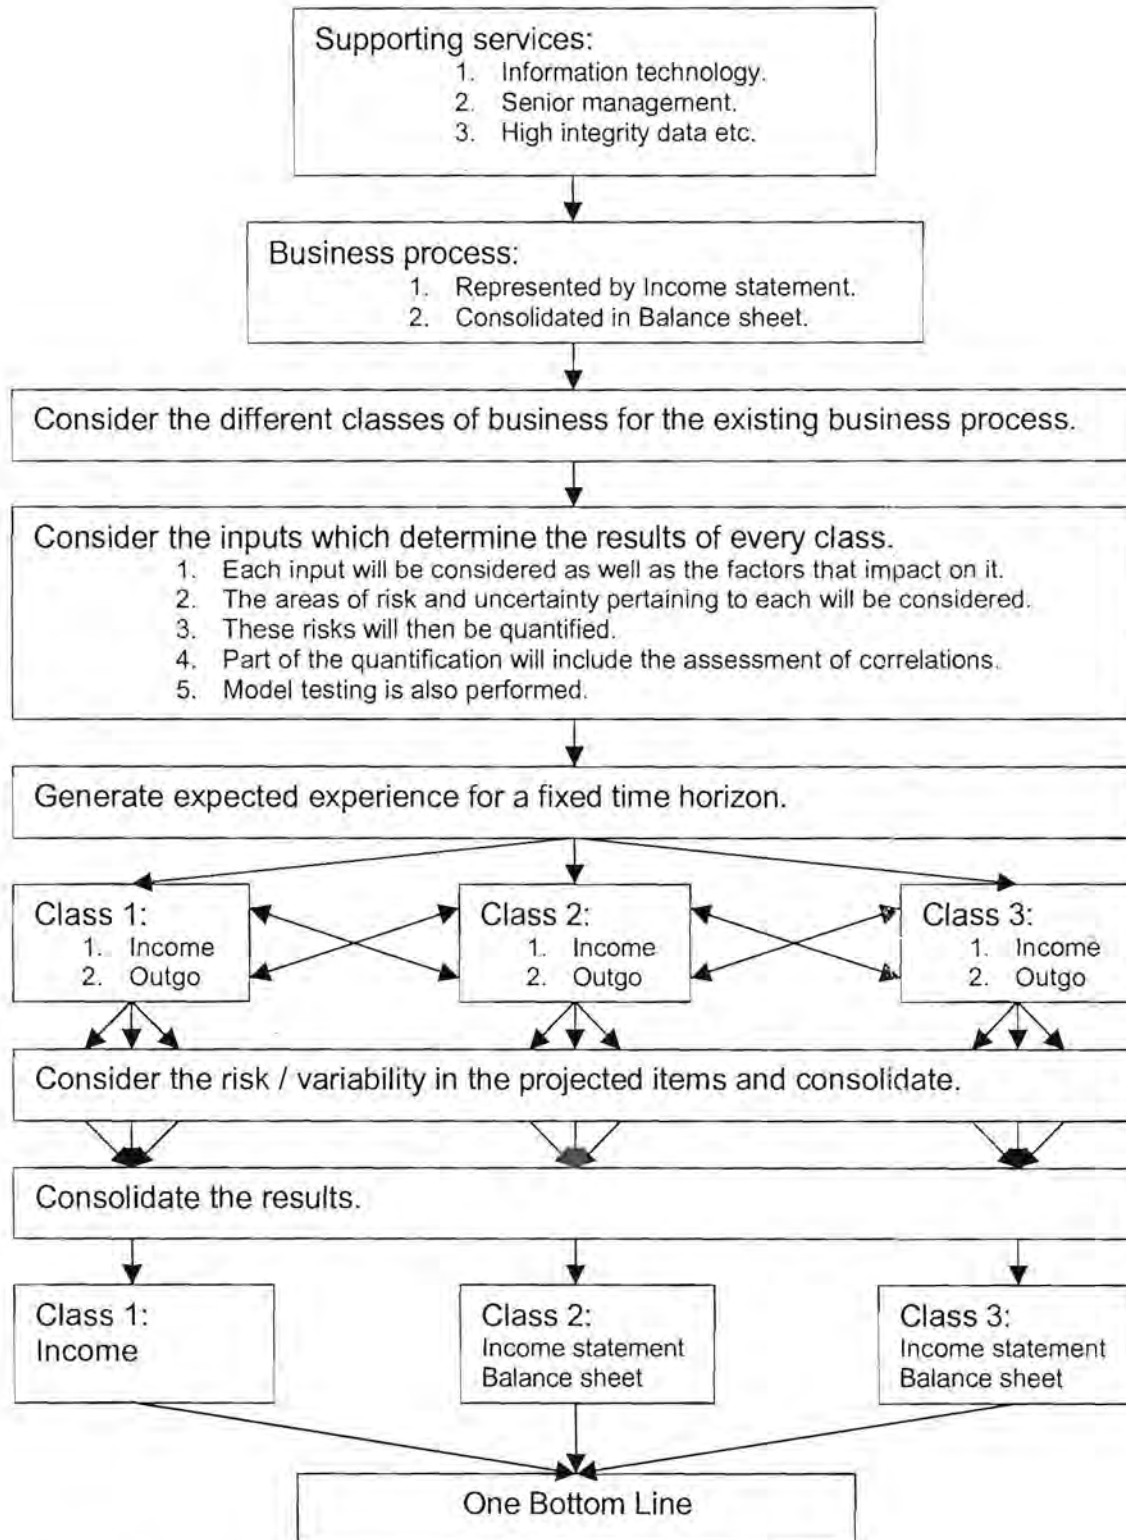 Supporting services:
1. Information technology.
2. Senior management.
3. High integrity data etc.
Business process:
1. Represented by Income statement.
2. Consolidated in Balance sheet.
Consider the different classes of business for the existing business process.
Consider the inputs which determine the results of every class.
1. Each input will be considered as well as the factors that impact on it.
2. The areas of risk and uncertainty pertaining to each will be considered.
3. These risks will then be quantified.
4. Part of the quantification will include the assessment of correlations.
5. Model testing is also performed.
Generate expected experience for a fixed time horizon.
Class 1:
1. Income
2. Outgo
Class 2:
1. Income
2. Outgo
Class 3:
1. Income
2. Outgo
Consider the risk / variability in the projected items and consolidate.
Consolidate the results.
Class 1:
Income
Class 2:
Income statement
Balance sheet
Class 3:
Income statement
Balance sheet
One Bottom Line